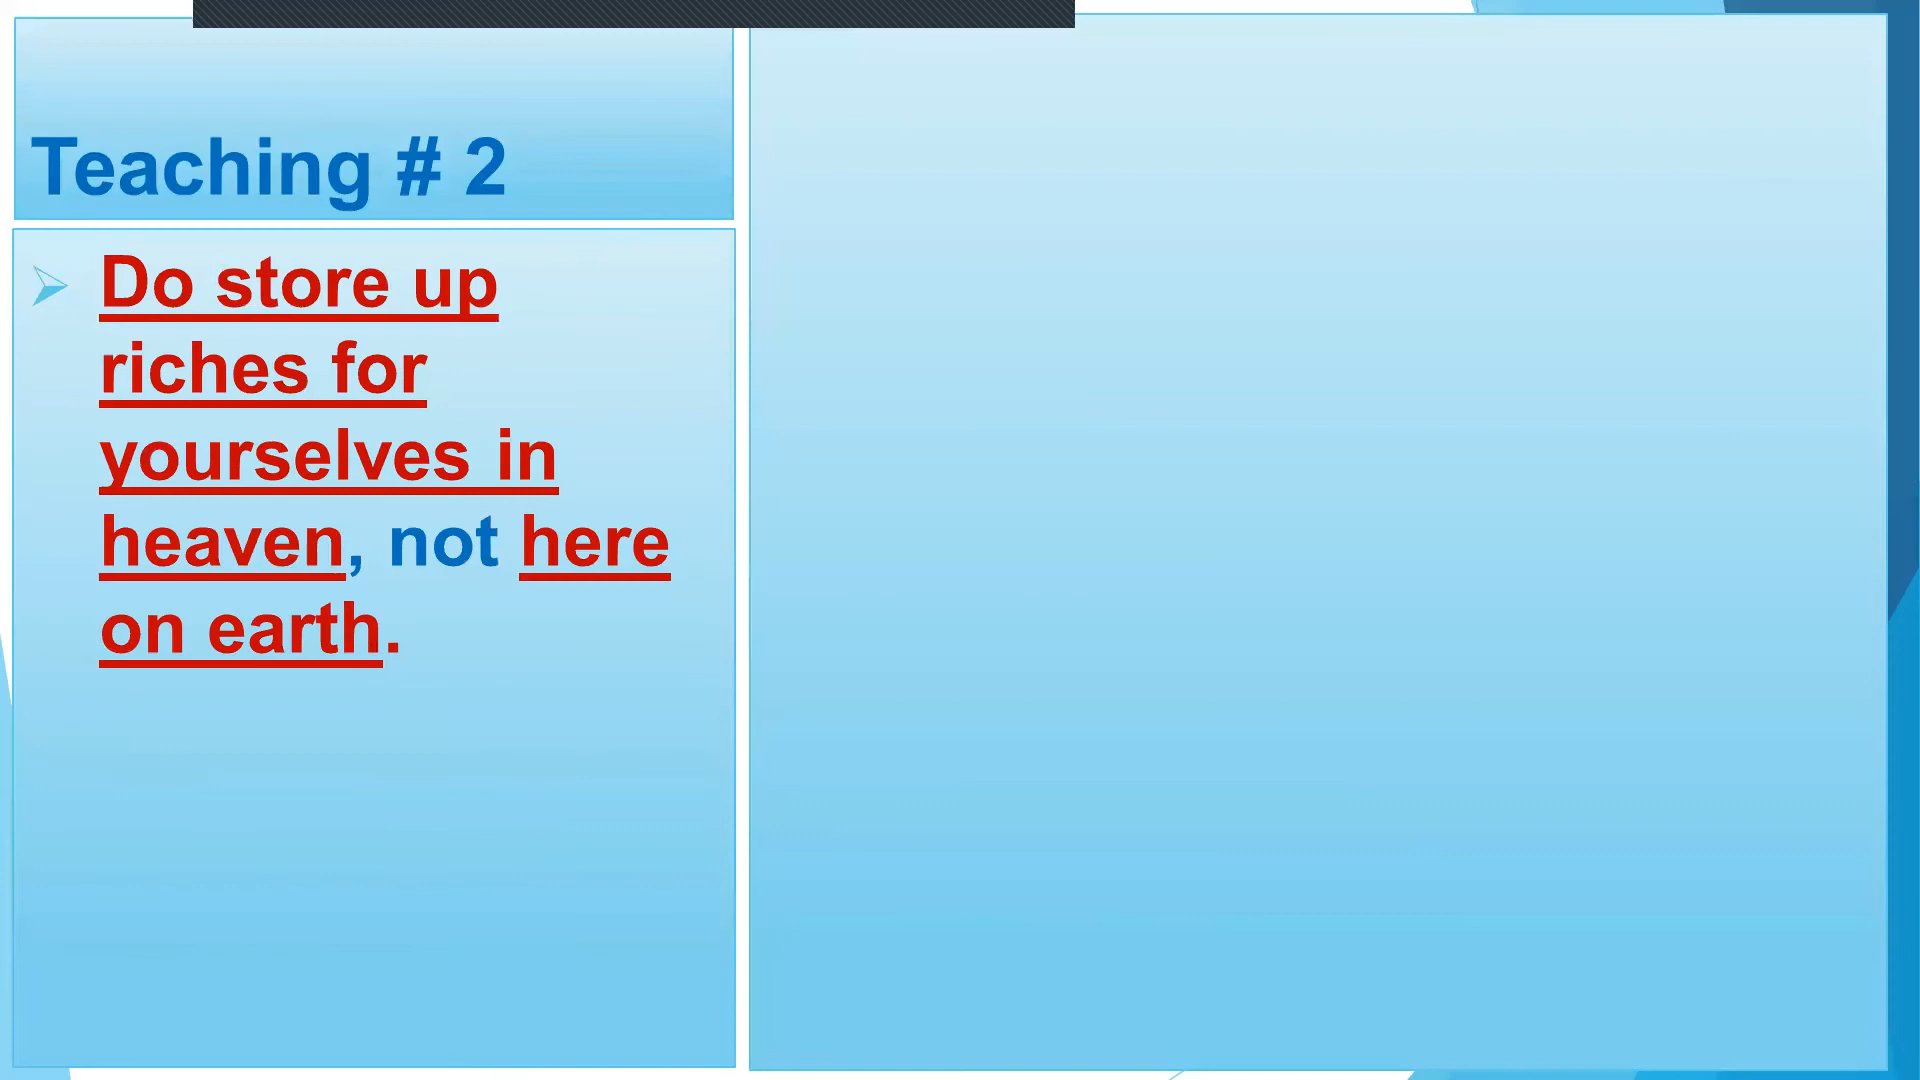 Teaching # 2
Do store up
riches for
yourselves in
heaven, not here
on earth.